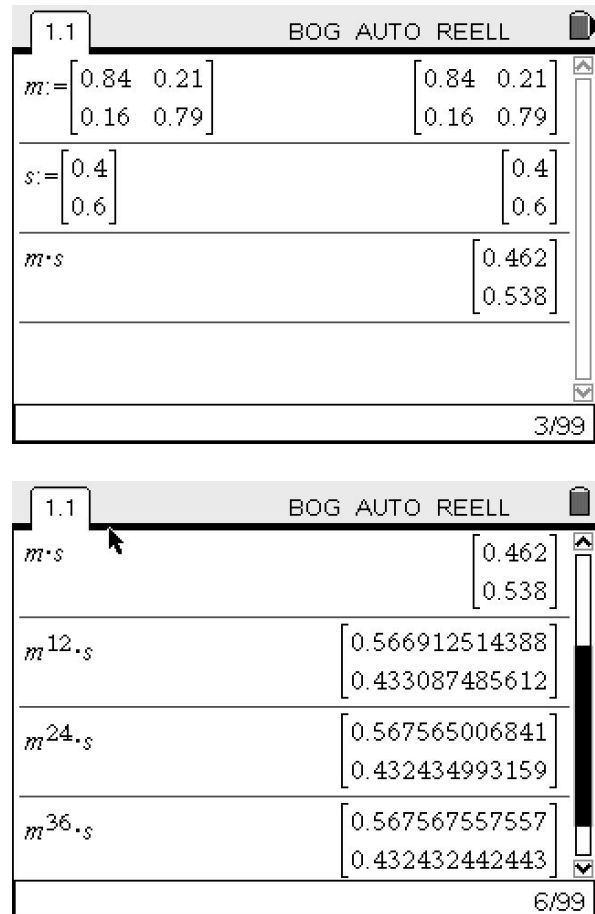 1.1 BOG AUTO REELL
m:=[0.84 0.21 [0.84 0.21
0.16 0.79] 0.16 0.79]
s:=[0.4 [0.4
0.6] 0.6]
m·s [0.462
0.538]
3/99
1.1 BOG AUTO REELL
m·s [0.462
0.538]
m¹²·s [0.566912514388
0.433087485612]
m²⁴·s [0.567565006841
0.432434993159]
m³⁶·s [0.567567557557
0.432432442443]
6/99